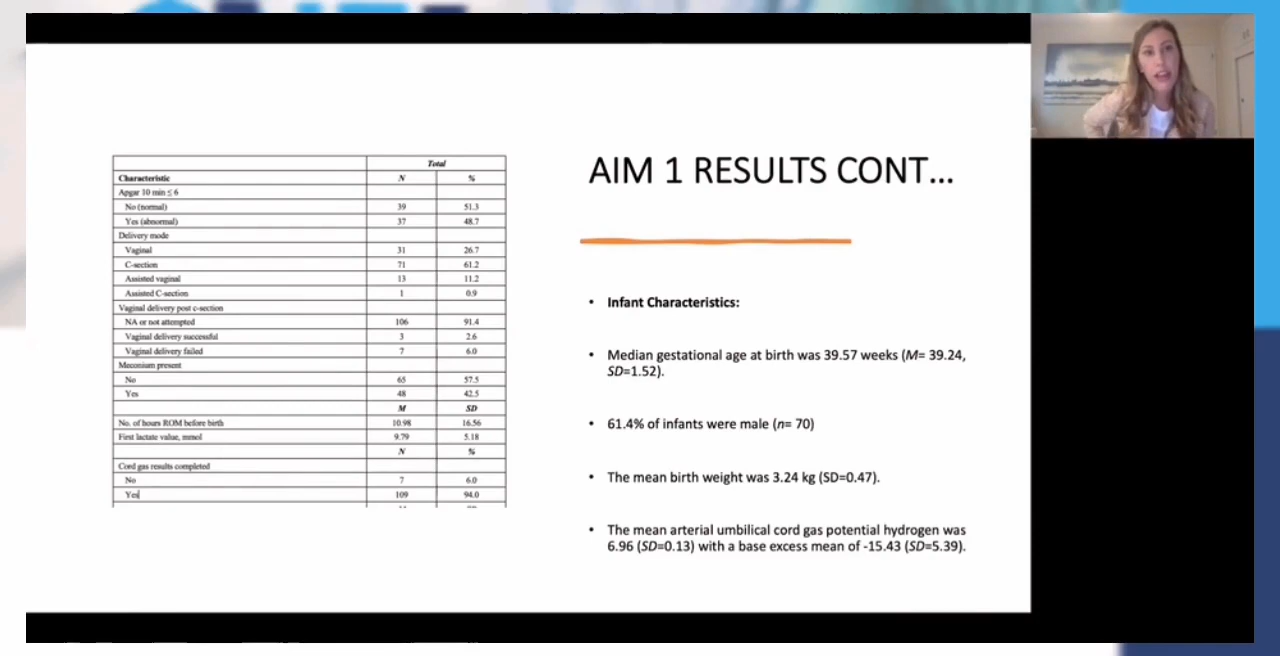 Total
Characteristic N %
Apgar 10 min ≤ 6
No (normal) 39 51.3
Yes (abnormal) 37 48.7
Delivery mode
Vaginal 31 26.7
C-section 71 61.2
Assisted vaginal 13 11.2
Assisted C-section 1 0.9
Vaginal delivery post c-section
NA or not attempted 106 91.4
Vaginal delivery successful 3 2.6
Vaginal delivery failed 7 6.0
Meconium present
No 65 57.5
Yes 48 42.5
M SD
No. of hours ROM before birth 10.98 16.56
First lactate value, mmol 9.79 5.18
N %
Cord gas results completed
No 7 6.0
Yes 109 94.0
AIM 1 RESULTS CONT...
• Infant Characteristics:
• Median gestational age at birth was 39.57 weeks (M= 39.24,
SD=1.52).
• 61.4% of infants were male (n= 70)
• The mean birth weight was 3.24 kg (SD=0.47).
• The mean arterial umbilical cord gas potential hydrogen was
6.96 (SD=0.13) with a base excess mean of -15.43 (SD=5.39).